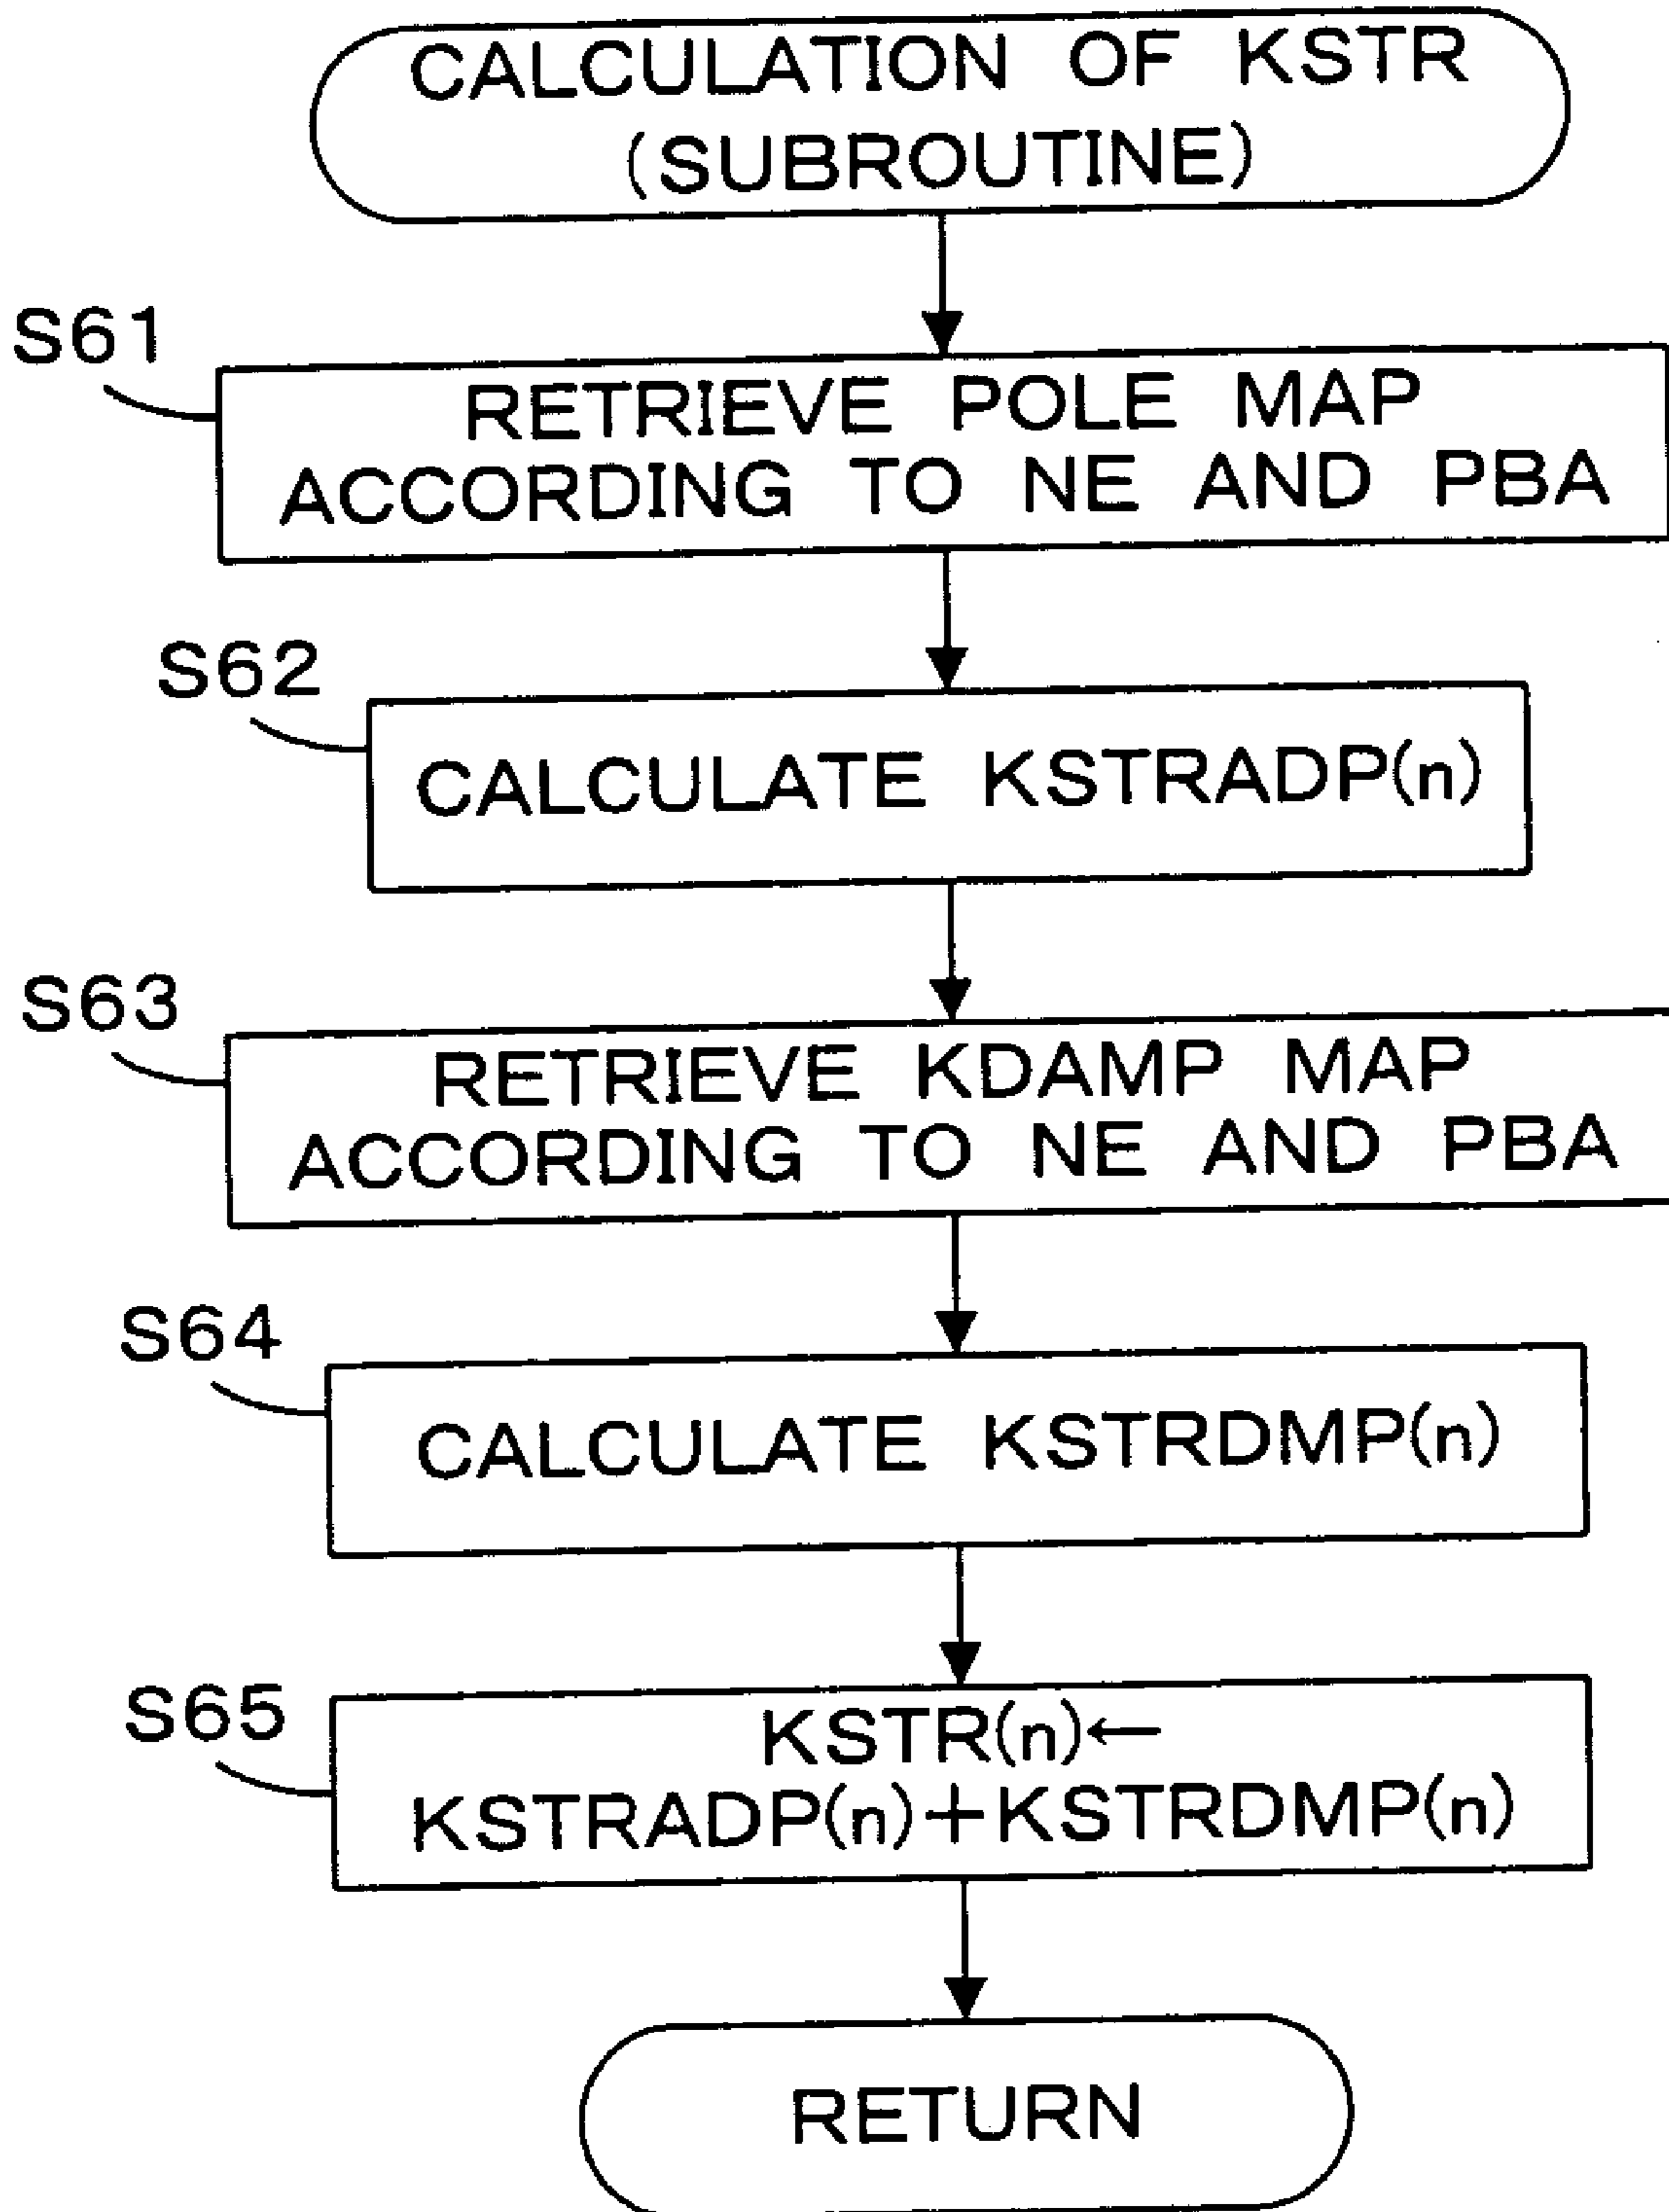 CALCULATION OF KSTR
(SUBROUTINE)
S61
RETRIEVE POLE MAP
ACCORDING TO NE AND PBA
S62
CALCULATE KSTRADP(n)
S63
RETRIEVE KDAMP MAP
ACCORDING TO NE AND PBA
S64
CALCULATE KSTRDMP(n)
S65
KSTR(n)←
KSTRADP(n)+KSTRDMP(n)
RETURN